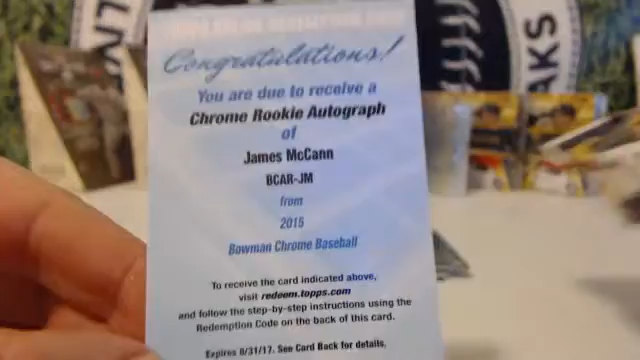 Congratulations!
You are due to receive a
Chrome Rookie Autograph
of
James McCann
BCAR-JM
from
2015
Bowman Chrome Baseball
To receive the card indicated above,
visit redeem.topps.com
and follow the step-by-step instructions using the
Redemption Code on the back of this card.
Expires 8/31/17. See Card Back for details.
AKS